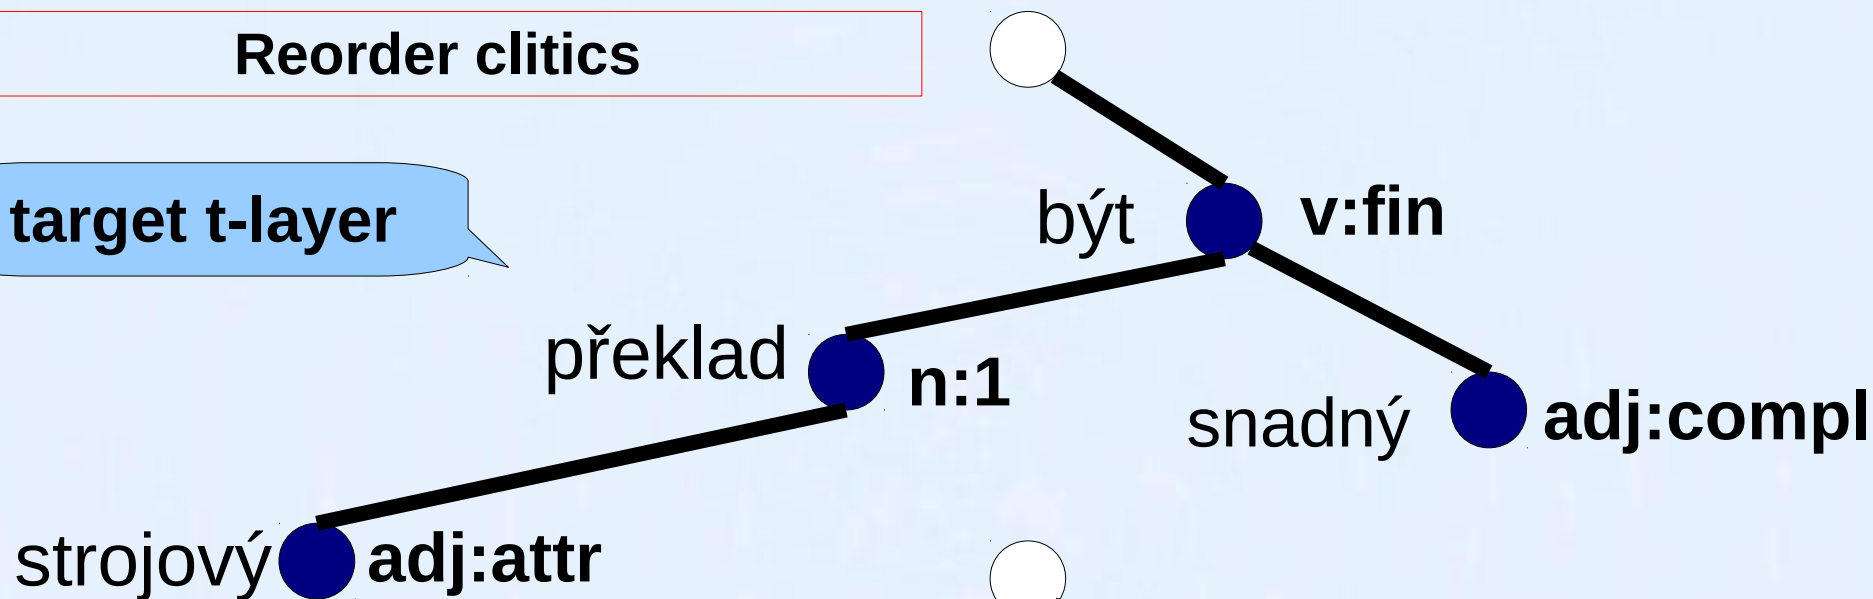 Reorder clitics
target t-layer
být v:fin
překlad n:1
snadný adj:compl
strojový adj:attr